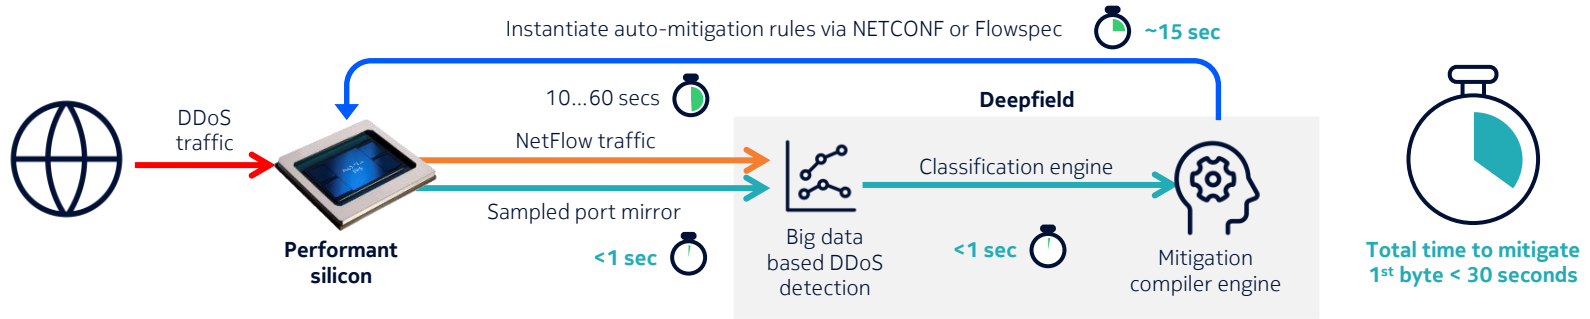 Instantiate auto-mitigation rules via NETCONF or Flowspec
~15 sec
10...60 secs
Deepfield
DDoS
traffic
NetFlow traffic
Classification engine
Sampled port mirror
<1 sec
Performant
silicon
Big data
based DDoS
detection
<1 sec
Mitigation
compiler engine
Total time to mitigate
1st byte < 30 seconds